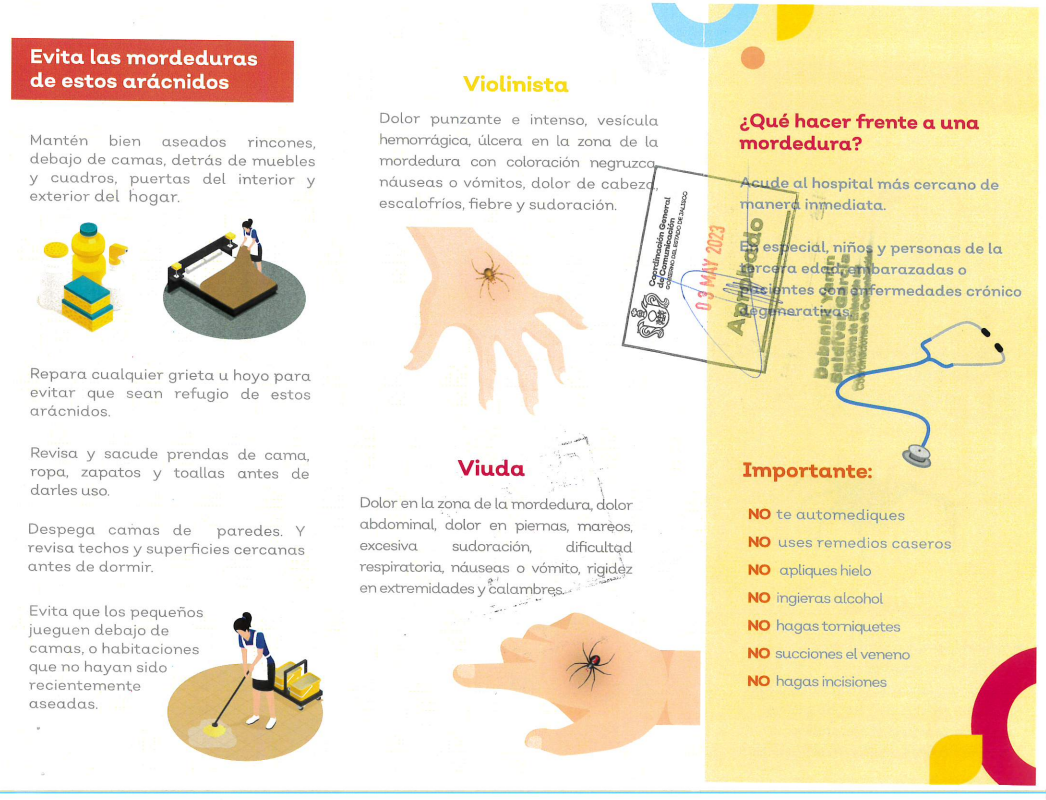 Evita las mordeduras
de estos arácnidos
Mantén bien aseados rincones,
debajo de camas, detrás de muebles
y cuadros, puertas del interior y
exterior del hogar.
Repara cualquier grieta u hoyo para
evitar que sean refugio de estos
arácnidos.
Revisa y sacude prendas de cama,
ropa, zapatos y toallas antes de
darles uso.
Despega camas de paredes. Y
revisa techos y superficies cercanas
antes de dormir.
Evita que los pequeños
jueguen debajo de
camas, o habitaciones
que no hayan sido
recientemente
aseadas.
Violinista
Dolor punzante e intenso, vesícula
hemorrágica, úlcera en la zona de la
mordedura con coloración negruzca,
náuseas o vómitos, dolor de cabeza,
escalofríos, fiebre y sudoración.
Viuda
Dolor en la zona de la mordedura, dolor
abdominal, dolor en piernas, mareos,
excesiva sudoración, dificultad
respiratoria, náuseas o vómito, rigidez
en extremidades y calambres.
Coordinación General
de Comunicación
GOBIERNO DEL ESTADO DE JALISCO
03 MAY 2023
Aprobado
¿Qué hacer frente a una
mordedura?
Acude al hospital más cercano de
manera inmediata.
En especial, niños y personas de la
tercera edad, embarazadas o
pacientes con enfermedades crónico
degenerativas.
Saldívar García
Importante:
NO te automediques
NO uses remedios caseros
NO apliques hielo
NO ingieras alcohol
NO hagas torniquetes
NO succiones el veneno
NO hagas incisiones